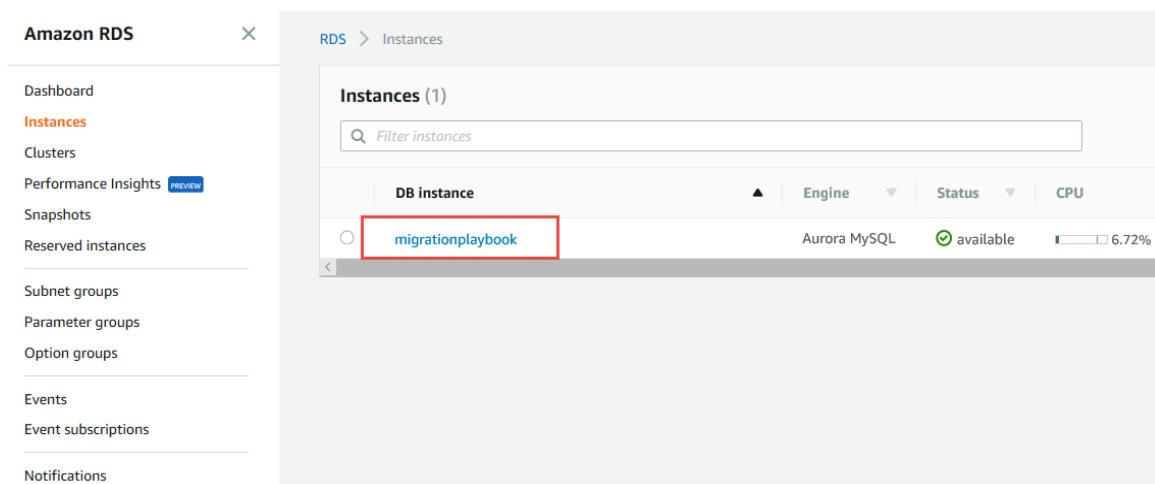 Amazon RDS
Dashboard
Instances
Clusters
Performance Insights PREVIEW
Snapshots
Reserved instances
Subnet groups
Parameter groups
Option groups
Events
Event subscriptions
Notifications
RDS > Instances
Instances (1)
Filter instances
DB instance Engine Status CPU
migrationplaybook Aurora MySQL available 6.72%